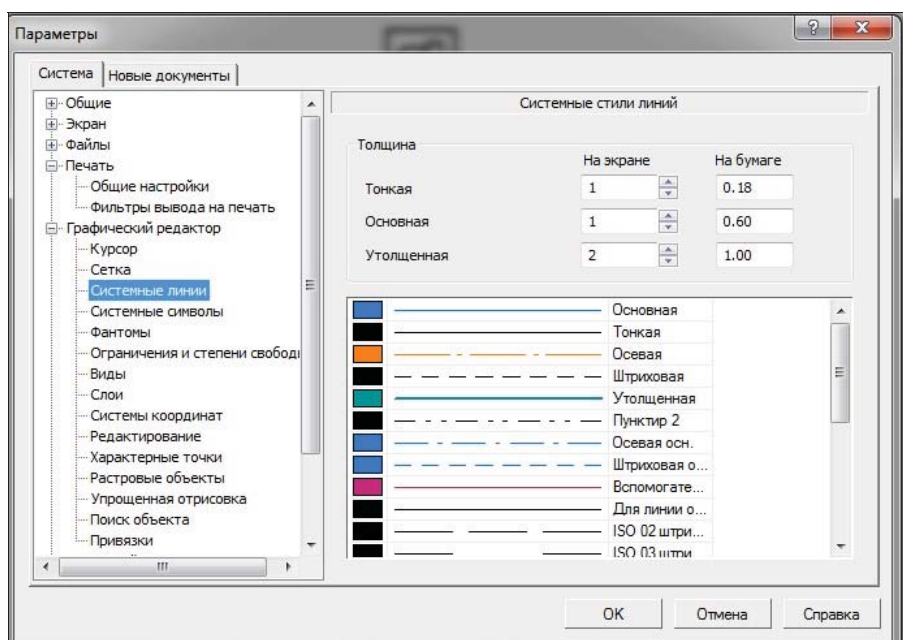 Параметры
Система
Новые документы
Общие
Экран
Файлы
Печать
Общие настройки
Фильтры вывода на печать
Графический редактор
Курсор
Сетка
Системные линии
Системные символы
Фантомы
Ограничения и степени свободы
Виды
Слои
Системы координат
Редактирование
Характерные точки
Растровые объекты
Упрощенная отрисовка
Поиск объекта
Привязки
Системные стили линий
Толщина
На экране На бумаге
Тонкая 1 0.18
Основная 1 0.60
Утолщенная 2 1.00
Основная
Тонкая
Осевая
Штриховая
Утолщенная
Пунктир 2
Осевая осн.
Штриховая о...
Вспомогате...
Для линии о...
ISO 02 штри...
ISO 03 штри
OK Отмена Справка